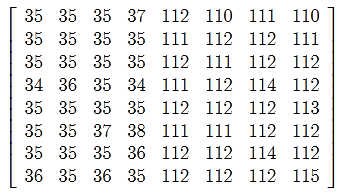 35 35 35 37 112 110 111 110
35 35 35 35 111 112 112 111
35 35 35 35 112 111 112 112
34 36 35 34 111 112 114 112
35 35 35 35 112 112 112 113
35 35 37 38 111 111 112 112
35 35 35 36 112 112 114 112
36 35 36 35 112 112 112 115